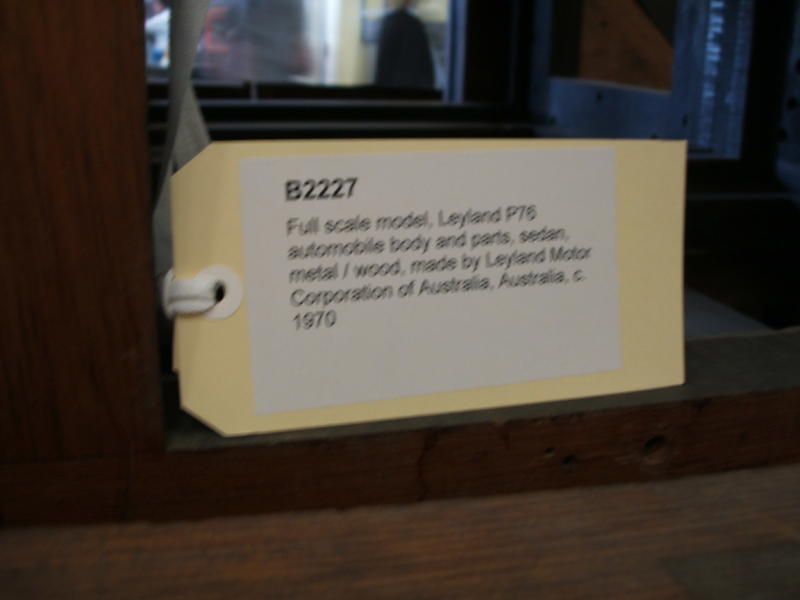 B2227
Full scale model, Leyland P76
automobile body and parts, sedan,
metal / wood, made by Leyland Motor
Corporation of Australia, Australia, c.
1970